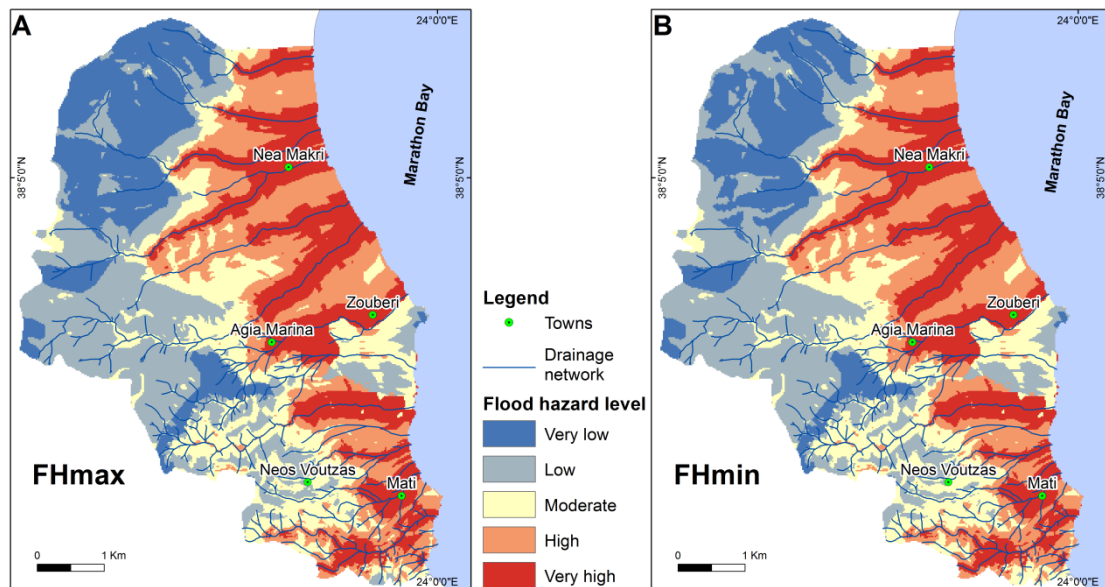 A
24°0'0"E
38°5'0"N
Marathon Bay
Nea Makri
Zouberi
Agia Marina
Neos Voutzas
Mati
FHmax
0 1 Km
24°0'0"E
Legend
Towns
Drainage
network
Flood hazard level
Very low
Low
Moderate
High
Very high
B
24°0'0"E
38°5'0"N
38°5'0"N
Marathon Bay
Nea Makri
Zouberi
Agia Marina
Neos Voutzas
Mati
FHmin
0 1 Km
24°0'0"E